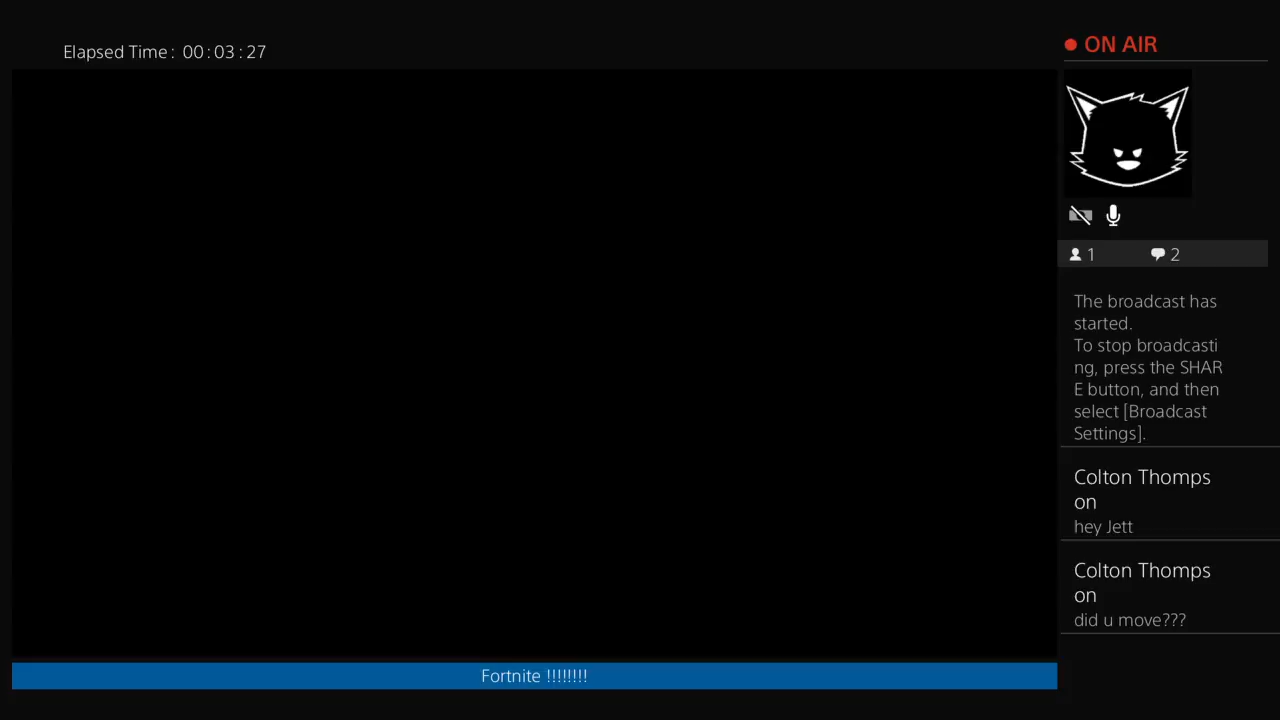 Elapsed Time: 00:03:27
ON AIR
1 2
The broadcast has
started.
To stop broadcasti
ng, press the SHAR
E button, and then
select [Broadcast
Settings].
Colton Thomps
on
hey Jett
Colton Thomps
on
did u move???
Fortnite !!!!!!!!